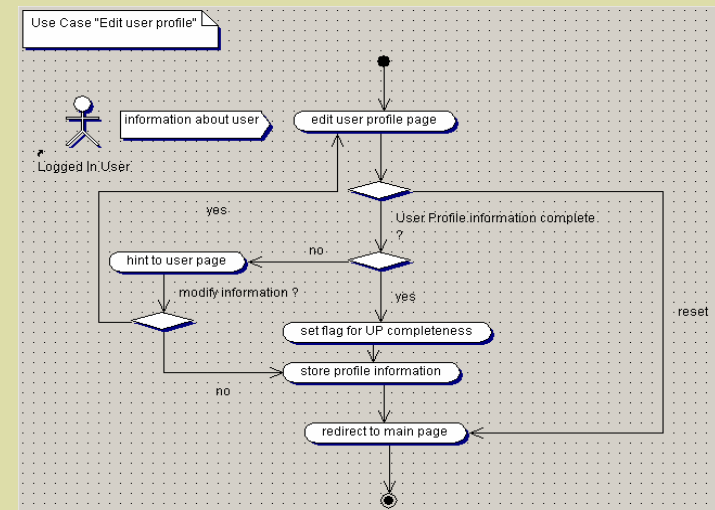 Use Case "Edit user profile"
information about user
edit user profile page
Logged In User
yes
User Profile information complete
?
no
hint to user page
modify information ?
yes
reset
set flag for UP completeness
store profile information
no
redirect to main page